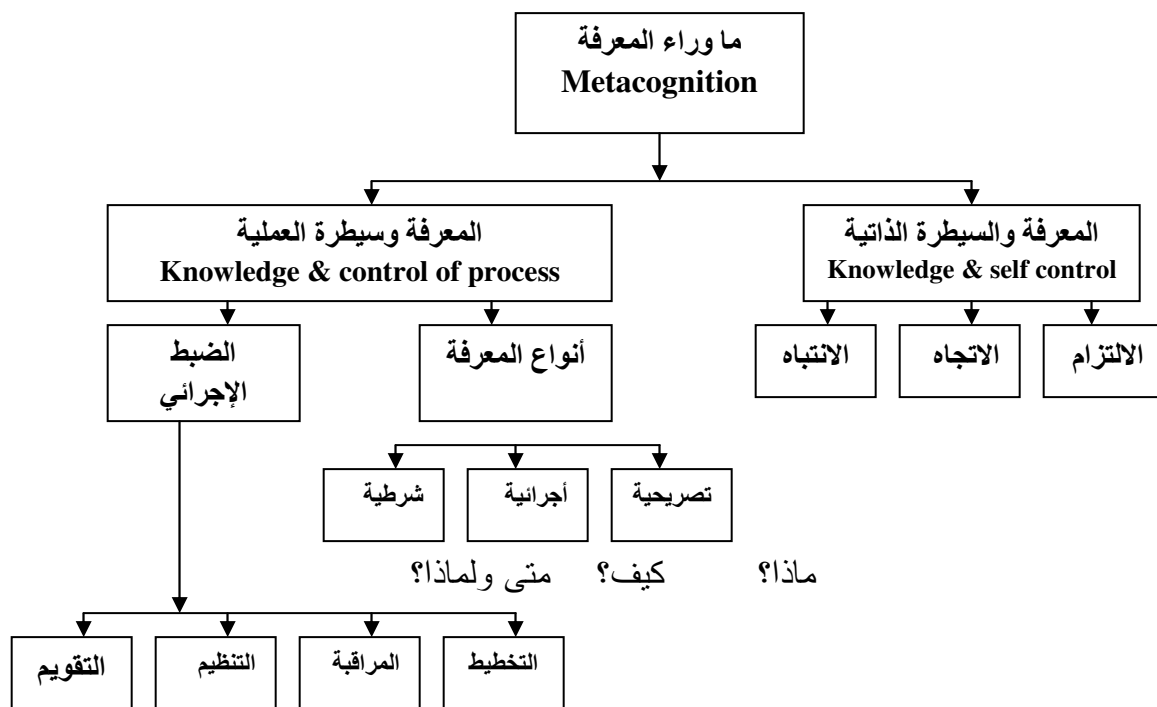 ما وراء المعرفة
Metacognition
المعرفة والسيطرة الذاتية
Knowledge & self control
المعرفة وسيطرة العملية
Knowledge & control of process
الالتزام
الاتجاه
الانتباه
أنواع المعرفة
الضبط
الإجرائي
تصريحية
أجرائية
شرطية
ماذا؟ كيف؟ متى ولماذا؟
التخطيط
المراقبة
التنظيم
التقويم